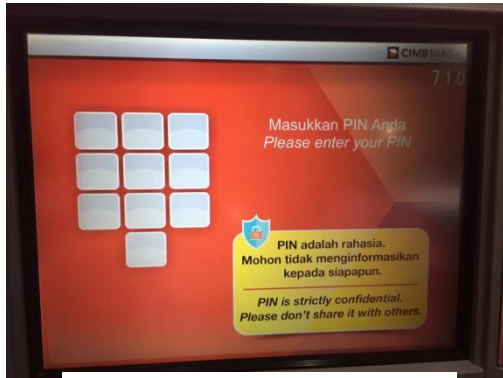 CIMB NIAGA
710
Masukkan PIN Anda
Please enter your PIN
PIN adalah rahasia.
Mohon tidak menginformasikan
kepada siapapun.
PIN is strictly confidential.
Please don't share it with others.